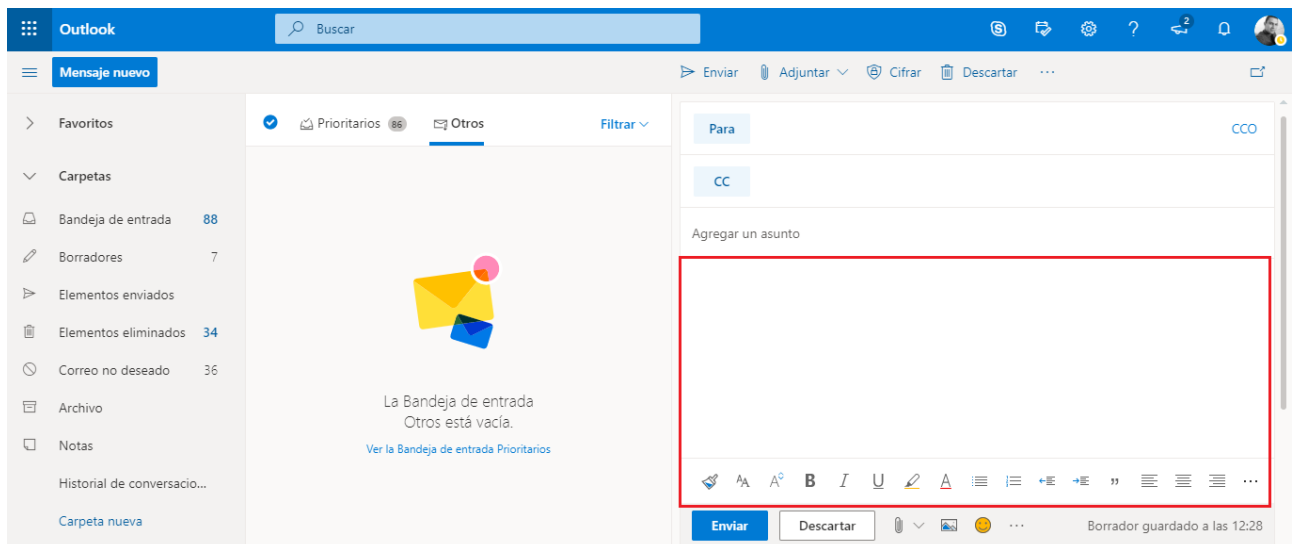 Outlook
Buscar
2
Mensaje nuevo
Enviar
Adjuntar
Cifrar
Descartar
Favoritos
Carpetas
Bandeja de entrada 88
Borradores 7
Elementos enviados
Elementos eliminados 34
Correo no deseado 36
Archivo
Notas
Historial de conversacio...
Carpeta nueva
Prioritarios 86
Otros
Filtrar
La Bandeja de entrada
Otros está vacía.
Ver la Bandeja de entrada Prioritarios
Para
CCO
CC
Agregar un asunto
Enviar
Descartar
Borrador guardado a las 12:28